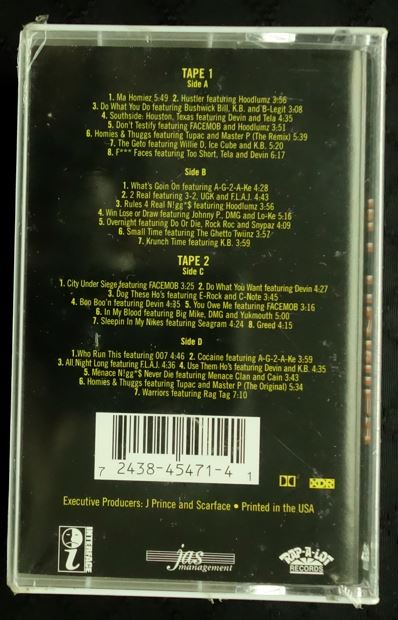 TAPE 1
Side A
1. Ma Homiez 5:49 2. Hustler featuring Hoodlumz 3:56
3. Do What You Do featuring Bushwick Bill, K.B. and B-Legit 3:08
4. Southside: Houston, Texas featuring Devin and Tela 4:35
5. Don't Testify featuring FACEMOB and Hoodlumz 3:51
6. Homies & Thuggs featuring Tupac and Master P (The Remix) 5:39
7. The Geto featuring Willie D, Ice Cube and K.B. 5:20
8. F*** Faces featuring Too Short, Tela and Devin 6:17
Side B
1. What's Goin On featuring A-G-2-A-Ke 4:28
2. 2 Real featuring 3-2, UGK and F.L.A.J. 4:43
3. Rules 4 Real N!gg*$ featuring Hoodlumz 3:56
4. Win Lose or Draw featuring Johnny P., DMG and Lo-Ke 5:16
5. Overnight featuring Do Or Die, Rock Roc and Snypaz 4:09
6. Small Time featuring The Ghetto Twiinz 3:57
7. Krunch Time featuring K.B. 3:59
TAPE 2
Side C
1. City Under Siege featuring FACEMOB 3:25 2. Do What You Want featuring Devin 4:27
3. Dog These Ho's featuring E-Rock and C-Note 3:45
4. Boo Boo'n featuring Devin 4:35 5. You Owe Me featuring FACEMOB 3:16
6. In My Blood featuring Big Mike, DMG and Yukmouth 5:00
7. Sleepin In My Nikes featuring Seagram 4:24 8. Greed 4:15
Side D
1.Who Run This featuring 007 4:46 2. Cocaine featuring A-G-2-A-Ke 3:59
3. All Night Long featuring F.L.A.J. 4:36 4. Use Them Ho's featuring Devin and K.B. 4:35
5. Menace N!gg*$ Never Die featuring Menace Clan and Cain 3:43
6. Homies & Thuggs featuring Tupac and Master P (The Original) 5:34
7. Warriors featuring Rag Tag 7:10
7 2438-45471-4 1
XDR
Executive Producers: J Prince and Scarface • Printed in the USA
INTERFACE
jas
management
RAP-A-LOT
RECORDS